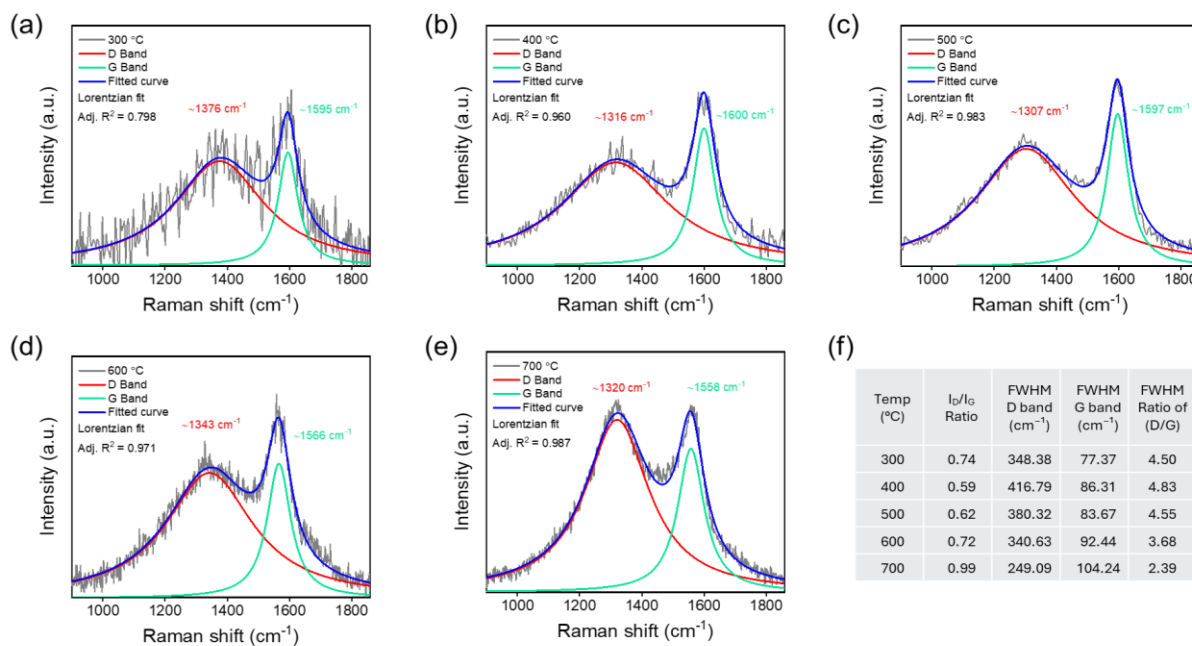 (a)
300 °C
D Band
G Band
Fitted curve
Lorentzian fit
Adj. R² = 0.798
~1376 cm⁻¹
~1595 cm⁻¹
Intensity (a.u.)
1000 1200 1400 1600 1800
Raman shift (cm⁻¹)
(b)
400 °C
D Band
G Band
Fitted curve
Lorentzian fit
Adj. R² = 0.960
~1316 cm⁻¹
~1600 cm⁻¹
Intensity (a.u.)
1000 1200 1400 1600 1800
Raman shift (cm⁻¹)
(c)
500 °C
D Band
G Band
Fitted curve
Lorentzian fit
Adj. R² = 0.983
~1307 cm⁻¹
~1597 cm⁻¹
Intensity (a.u.)
1000 1200 1400 1600 1800
Raman shift (cm⁻¹)
(d)
600 °C
D Band
G Band
Fitted curve
Lorentzian fit
Adj. R² = 0.971
~1343 cm⁻¹
~1566 cm⁻¹
Intensity (a.u.)
1000 1200 1400 1600 1800
Raman shift (cm⁻¹)
(e)
700 °C
D Band
G Band
Fitted curve
Lorentzian fit
Adj. R² = 0.987
~1320 cm⁻¹
~1558 cm⁻¹
Intensity (a.u.)
1000 1200 1400 1600 1800
Raman shift (cm⁻¹)
(f)
Temp (°C) I_D/I_G Ratio FWHM D band (cm⁻¹) FWHM G band (cm⁻¹) FWHM Ratio of (D/G)
300 0.74 348.38 77.37 4.50
400 0.59 416.79 86.31 4.83
500 0.62 380.32 83.67 4.55
600 0.72 340.63 92.44 3.68
700 0.99 249.09 104.24 2.39